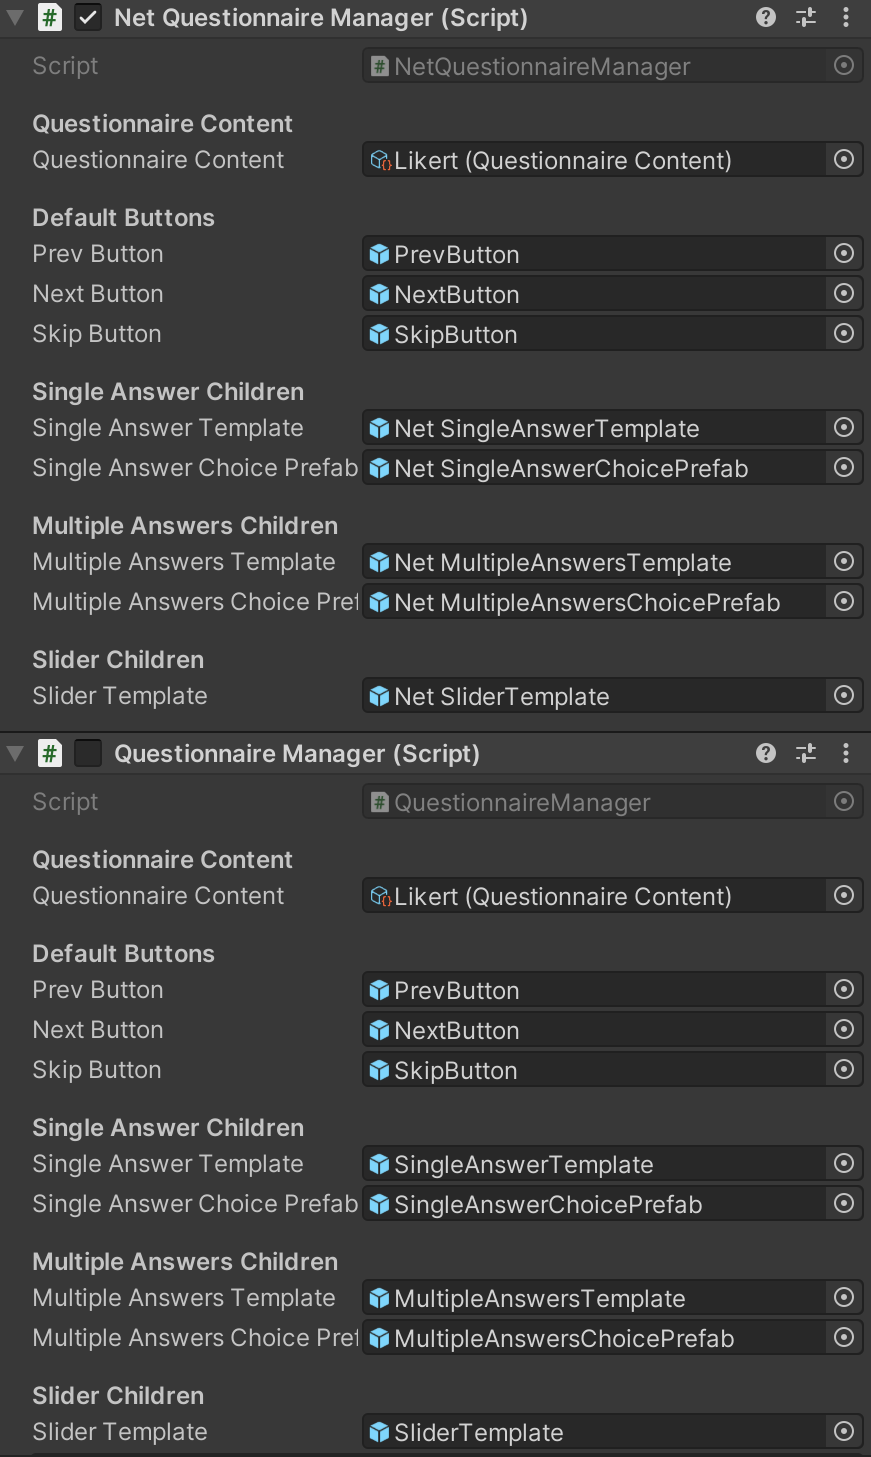 Net Questionnaire Manager (Script)
Script NetQuestionnaireManager
Questionnaire Content
Questionnaire Content Likert (Questionnaire Content)
Default Buttons
Prev Button PrevButton
Next Button NextButton
Skip Button SkipButton
Single Answer Children
Single Answer Template Net SingleAnswerTemplate
Single Answer Choice Prefab Net SingleAnswerChoicePrefab
Multiple Answers Children
Multiple Answers Template Net MultipleAnswersTemplate
Multiple Answers Choice Pref Net MultipleAnswersChoicePrefab
Slider Children
Slider Template Net SliderTemplate
Questionnaire Manager (Script)
Script QuestionnaireManager
Questionnaire Content
Questionnaire Content Likert (Questionnaire Content)
Default Buttons
Prev Button PrevButton
Next Button NextButton
Skip Button SkipButton
Single Answer Children
Single Answer Template SingleAnswerTemplate
Single Answer Choice Prefab SingleAnswerChoicePrefab
Multiple Answers Children
Multiple Answers Template MultipleAnswersTemplate
Multiple Answers Choice Pref MultipleAnswersChoicePrefab
Slider Children
Slider Template SliderTemplate